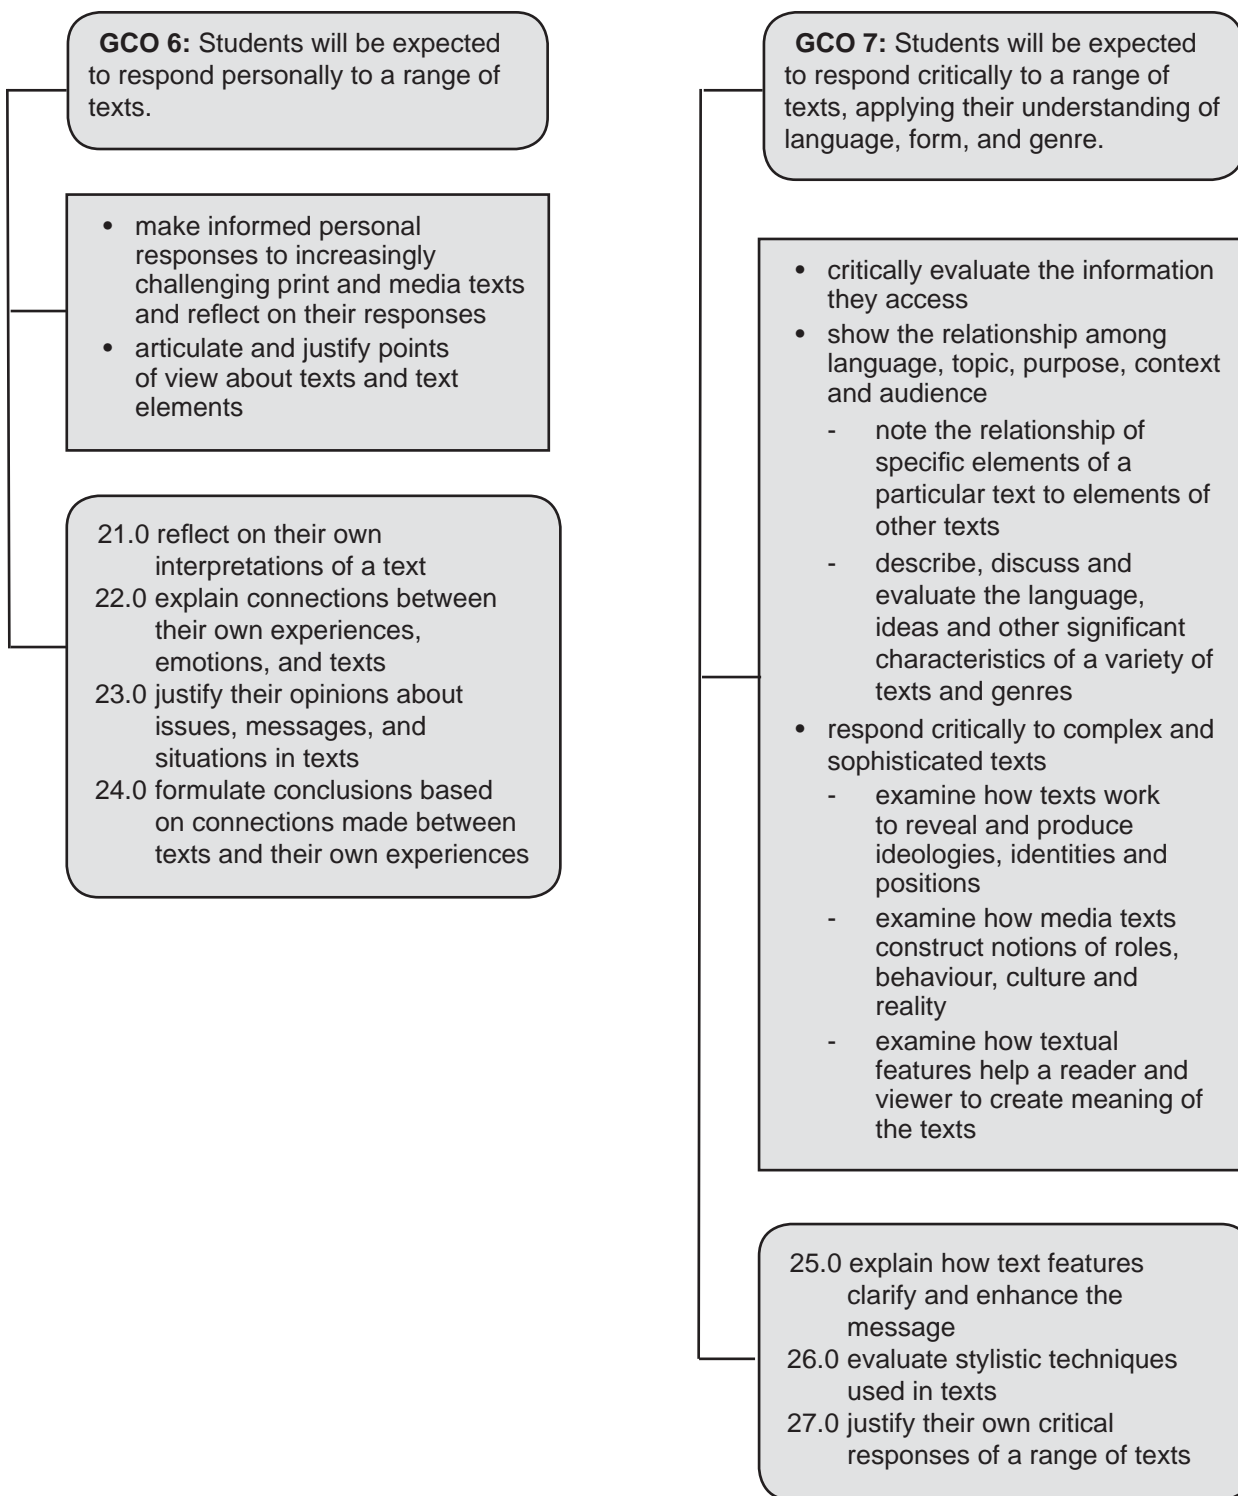 GCO 6: Students will be expected
to respond personally to a range of
texts.
• make informed personal
responses to increasingly
challenging print and media texts
and reflect on their responses
• articulate and justify points
of view about texts and text
elements
21.0 reflect on their own
interpretations of a text
22.0 explain connections between
their own experiences,
emotions, and texts
23.0 justify their opinions about
issues, messages, and
situations in texts
24.0 formulate conclusions based
on connections made between
texts and their own experiences
GCO 7: Students will be expected
to respond critically to a range of
texts, applying their understanding of
language, form, and genre.
• critically evaluate the information
they access
• show the relationship among
language, topic, purpose, context
and audience
- note the relationship of
specific elements of a
particular text to elements of
other texts
- describe, discuss and
evaluate the language,
ideas and other significant
characteristics of a variety of
texts and genres
• respond critically to complex and
sophisticated texts
- examine how texts work
to reveal and produce
ideologies, identities and
positions
- examine how media texts
construct notions of roles,
behaviour, culture and
reality
- examine how textual
features help a reader and
viewer to create meaning of
the texts
25.0 explain how text features
clarify and enhance the
message
26.0 evaluate stylistic techniques
used in texts
27.0 justify their own critical
responses of a range of texts